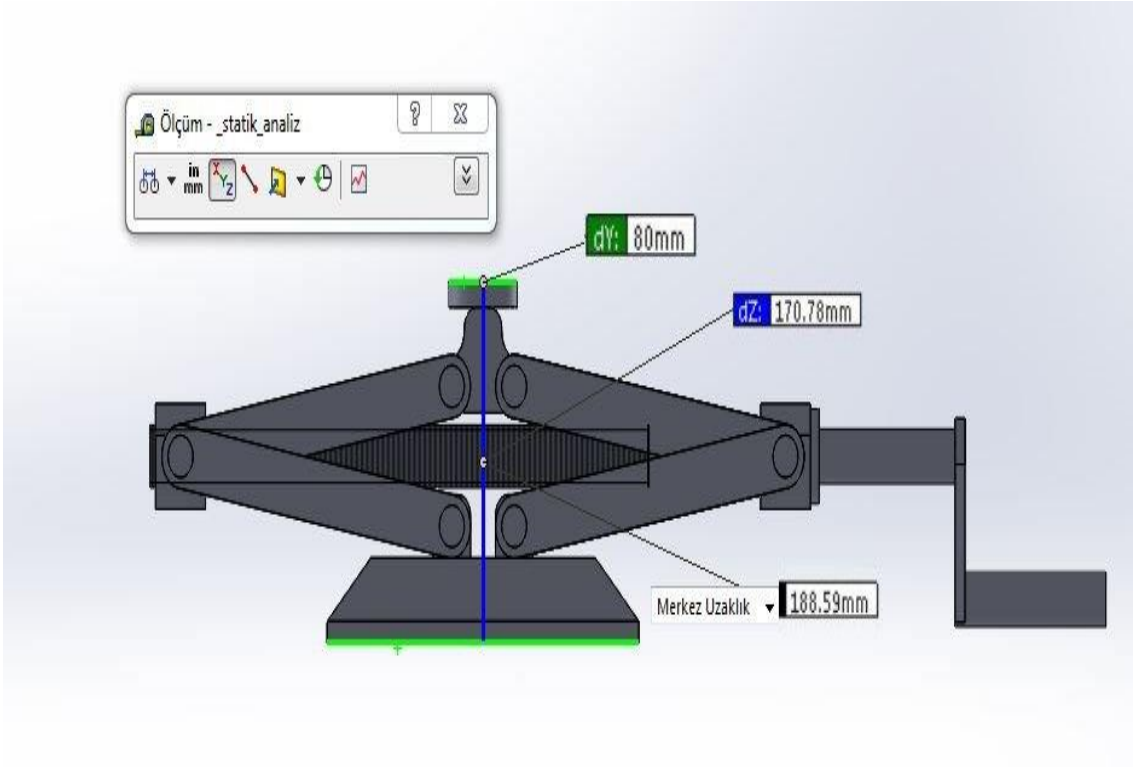 Ölçüm - _statik_analiz
?
in
mm
X
Y
Z
dY: 80mm
dZ: 170.78mm
Merkez Uzaklık 188.59mm